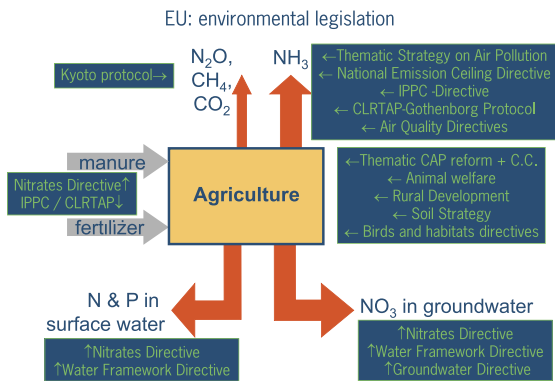 EU: environmental legislation
Kyoto protocol→
N₂O,
CH₄,
CO₂
NH₃
←Thematic Strategy on Air Pollution
← National Emission Ceiling Directive
← IPPC -Directive
← CLRTAP-Gothenborg Protocol
← Air Quality Directives
manure
Nitrates Directive↑
IPPC / CLRTAP↓
fertilizer
Agriculture
←Thematic CAP reform + C.C.
← Animal welfare
← Rural Development
← Soil Strategy
← Birds and habitats directives
N & P in
surface water
↑Nitrates Directive
↑Water Framework Directive
NO₃ in groundwater
↑Nitrates Directive
↑Water Framework Directive
↑Groundwater Directive